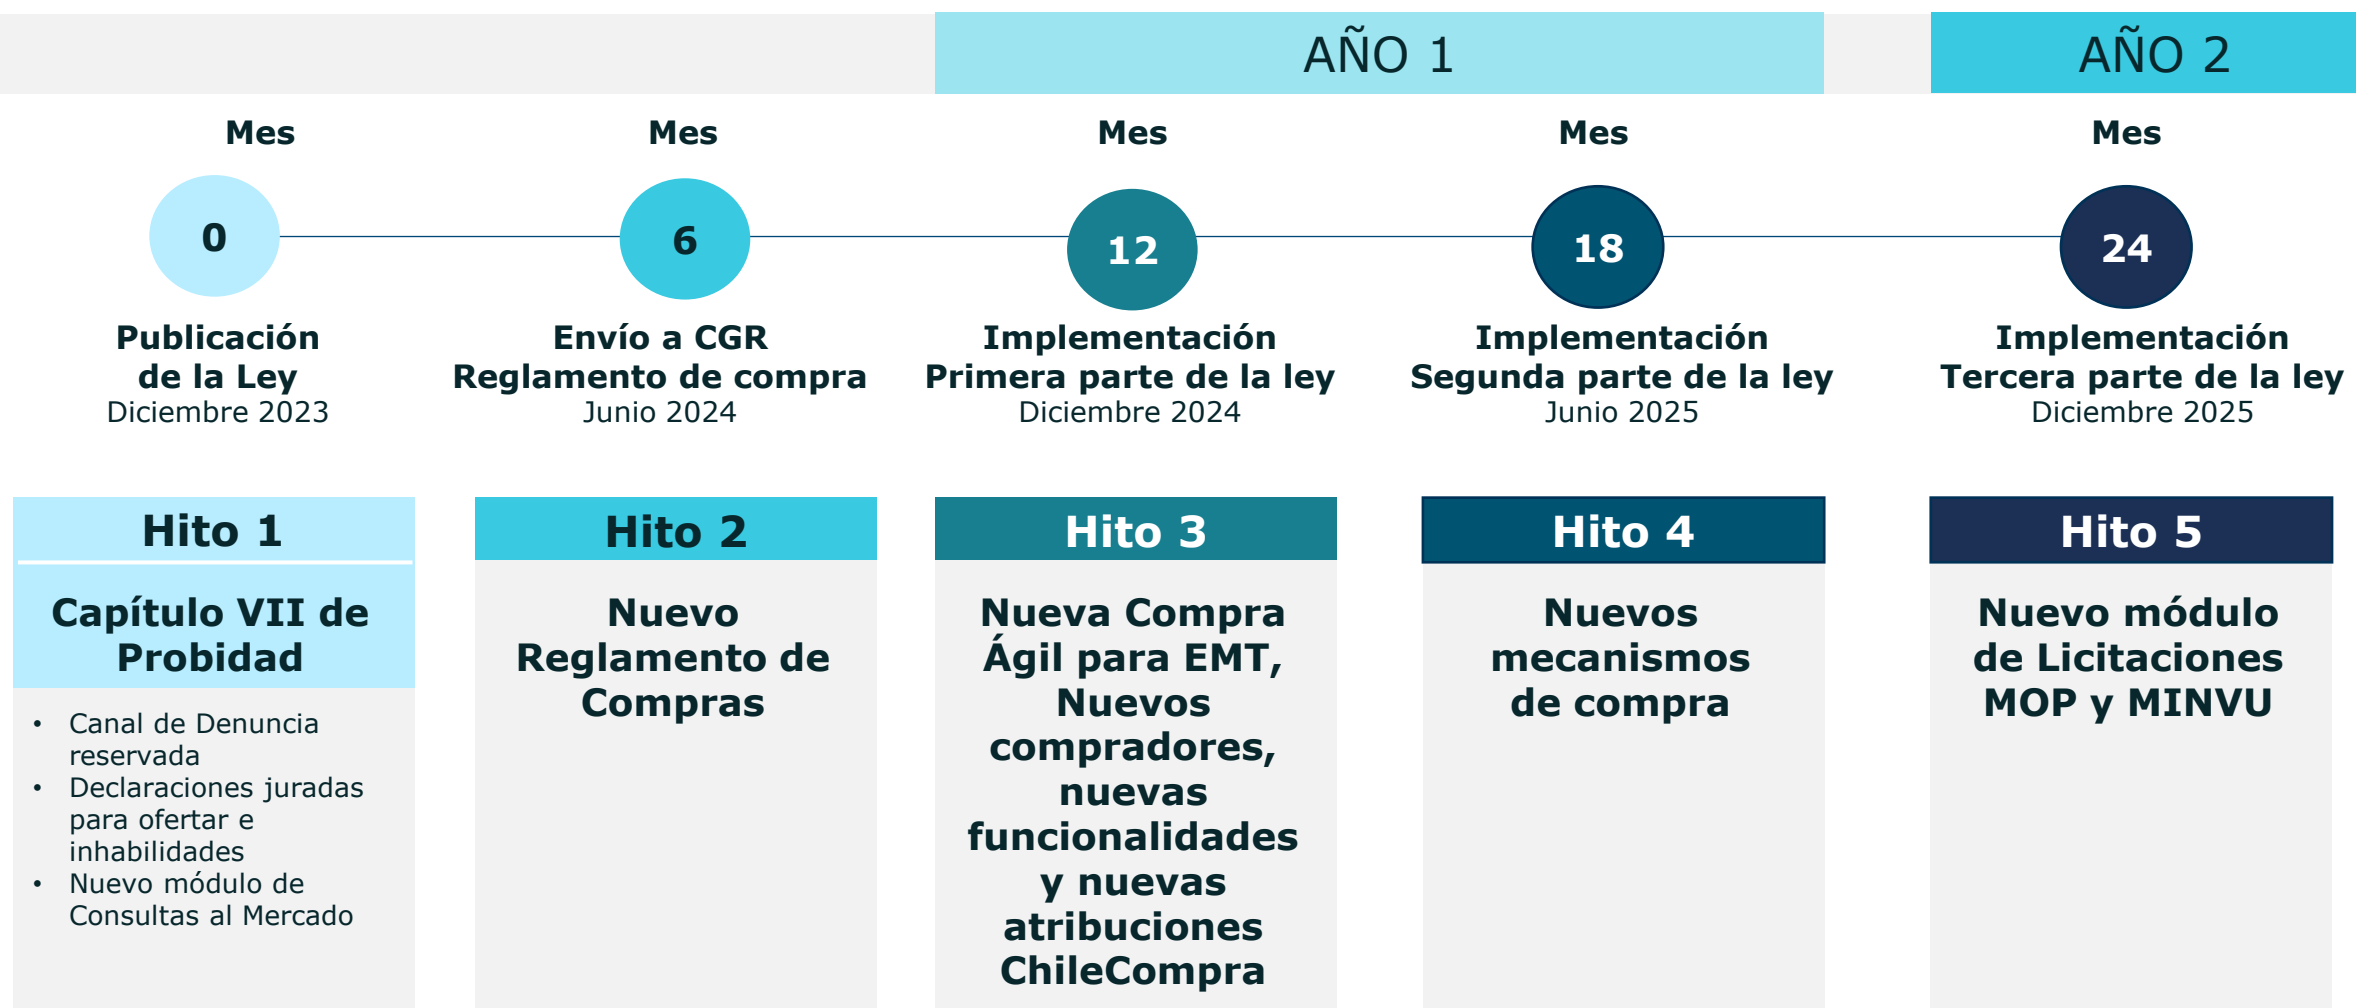 AÑO 1
AÑO 2
Mes
0
Publicación
de la Ley
Diciembre 2023
Mes
6
Envío a CGR
Reglamento de compra
Junio 2024
Mes
12
Implementación
Primera parte de la ley
Diciembre 2024
Mes
18
Implementación
Segunda parte de la ley
Junio 2025
Mes
24
Implementación
Tercera parte de la ley
Diciembre 2025
Hito 1
Capítulo VII de
Probidad
• Canal de Denuncia
reservada
• Declaraciones juradas
para ofertar e
inhabilidades
• Nuevo módulo de
Consultas al Mercado
Hito 2
Nuevo
Reglamento de
Compras
Hito 3
Nueva Compra
Ágil para EMT,
Nuevos
compradores,
nuevas
funcionalidades
y nuevas
atribuciones
ChileCompra
Hito 4
Nuevos
mecanismos
de compra
Hito 5
Nuevo módulo
de Licitaciones
MOP y MINVU